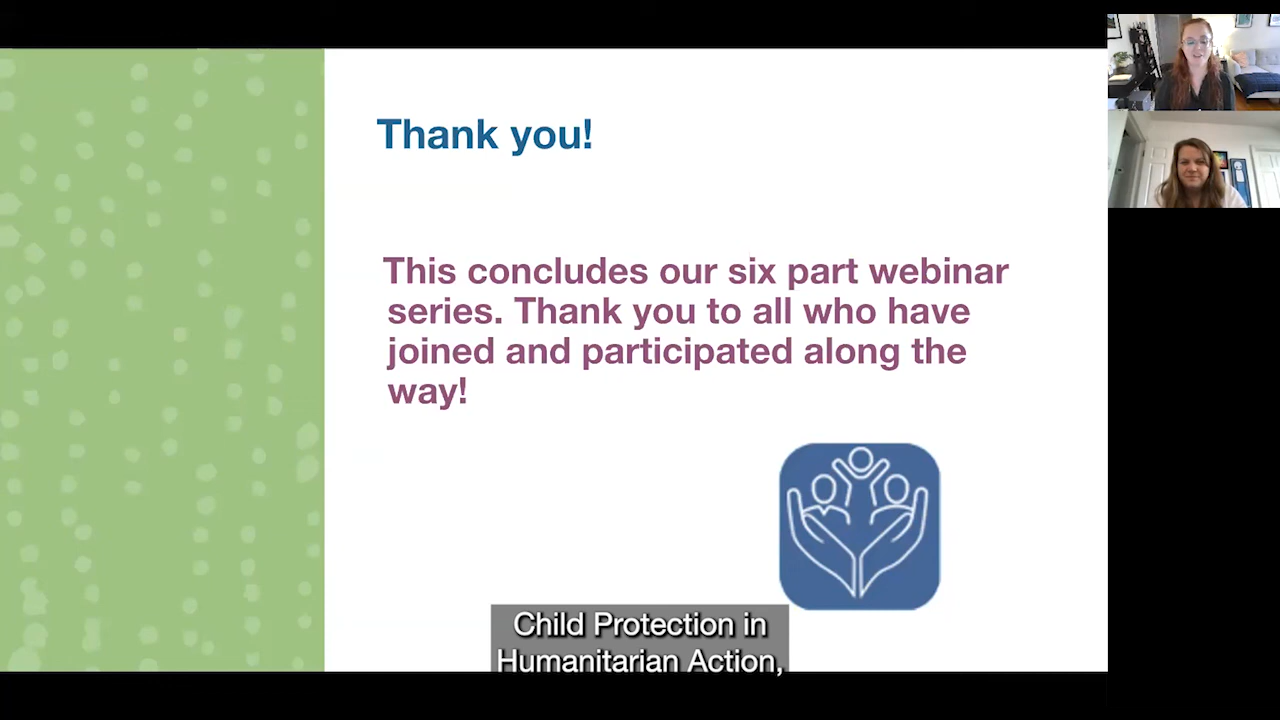 Thank you!
This concludes our six part webinar
series. Thank you to all who have
joined and participated along the
way!
Child Protection in
Humanitarian Action,